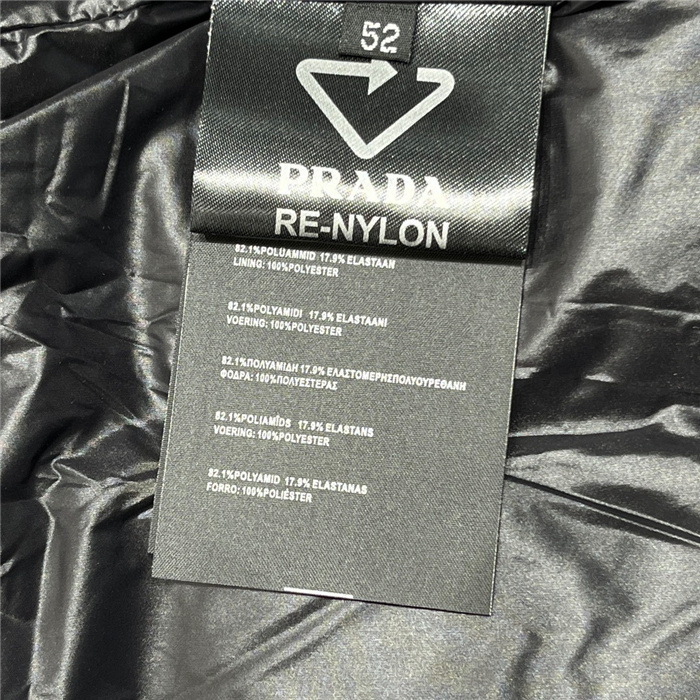 52
PRADA
RE-NYLON
82.1%POLUAMMID 17.9% ELASTAAN
LINING: 100%POLYESTER
82.1%POLYAMIDI 17.9% ELASTAANI
VOERING: 100%POLYESTER
82.1%ΠΟΛΥΑΜΙΔΗ 17.9% ΕΛΑΣΤΟΜΕΡΗΣΠΟΛΥΟΥΡΕΘΑΝΗ
ΦΟΔΡΑ: 100%ΠΟΛΥΕΣΤΕΡΑΣ
82.1%POLIAMĪDS 17.9% ELASTANS
VOERING: 100%POLYESTER
82.1%POLYAMID 17.9% ELASTANAS
FORRO: 100%POLIÉSTER